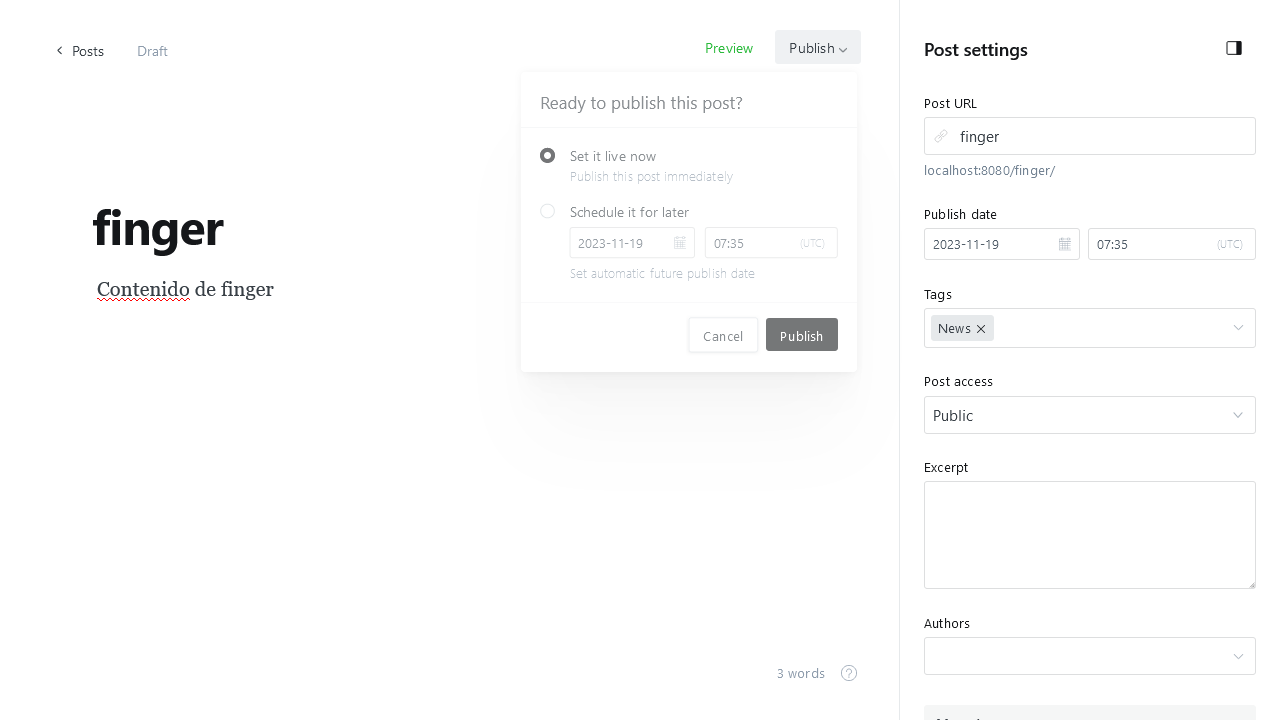 Posts
Draft
Preview
Publish
Ready to publish this post?
Set it live now
Publish this post immediately
Schedule it for later
2023-11-19
07:35
(UTC)
Set automatic future publish date
Cancel
Publish
finger
Contenido de finger
3 words
Post settings
Post URL
finger
localhost:8080/finger/
Publish date
2023-11-19
07:35
(UTC)
Tags
News
Post access
Public
Excerpt
Authors